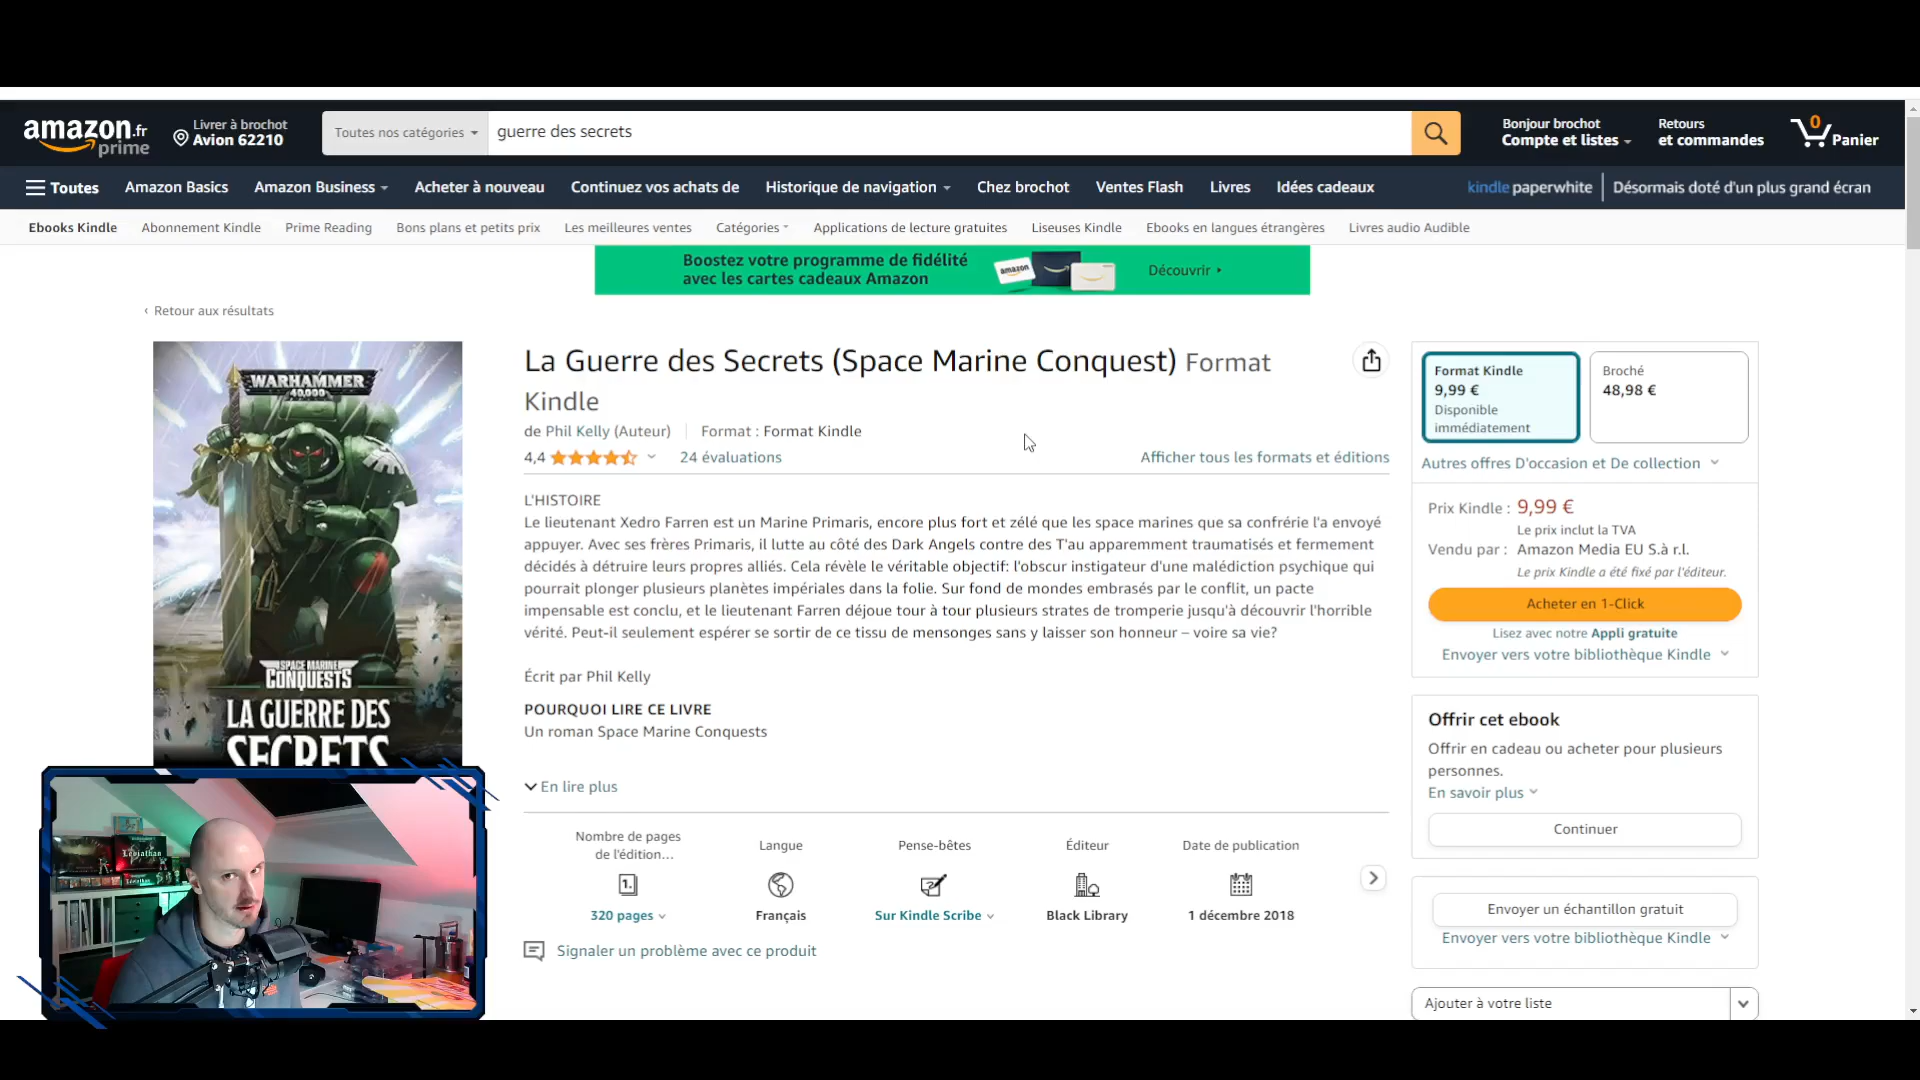 amazon.fr
prime
Livrer à brochot
Avion 62210
Toutes nos catégories
guerre des secrets
Bonjour brochot
Compte et listes
Retours
et commandes
0
Panier
Toutes
Amazon Basics
Amazon Business
Acheter à nouveau
Continuez vos achats de
Historique de navigation
Chez brochot
Ventes Flash
Livres
Idées cadeaux
kindle paperwhite
Désormais doté d'un plus grand écran
Ebooks Kindle
Abonnement Kindle
Prime Reading
Bons plans et petits prix
Les meilleures ventes
Catégories
Applications de lecture gratuites
Liseuses Kindle
Ebooks en langues étrangères
Livres audio Audible
Boostez votre programme de fidélité
avec les cartes cadeaux Amazon
amazon
Découvrir
‹ Retour aux résultats
WARHAMMER
40,000
SPACE MARINE
CONQUESTS
LA GUERRE DES
SECRETS
La Guerre des Secrets (Space Marine Conquest) Format
Kindle
de Phil Kelly (Auteur)
Format : Format Kindle
4,4
24 évaluations
Afficher tous les formats et éditions
L'HISTOIRE
Le lieutenant Xedro Farren est un Marine Primaris, encore plus fort et zélé que les space marines que sa confrérie l'a envoyé
appuyer. Avec ses frères Primaris, il lutte au côté des Dark Angels contre des T'au apparemment traumatisés et fermement
décidés à détruire leurs propres alliés. Cela révèle le véritable objectif: l'obscur instigateur d'une malédiction psychique qui
pourrait plonger plusieurs planètes impériales dans la folie. Sur fond de mondes embrasés par le conflit, un pacte
impensable est conclu, et le lieutenant Farren déjoue tour à tour plusieurs strates de tromperie jusqu'à découvrir l'horrible
vérité. Peut-il seulement espérer se sortir de ce tissu de mensonges sans y laisser son honneur – voire sa vie?
Écrit par Phil Kelly
POURQUOI LIRE CE LIVRE
Un roman Space Marine Conquests
En lire plus
Nombre de pages
de l'édition…
1.
320 pages
Langue
Français
Pense-bêtes
Sur Kindle Scribe
Éditeur
Black Library
Date de publication
1 décembre 2018
Signaler un problème avec ce produit
Format Kindle
9,99 €
Disponible
immédiatement
Broché
48,98 €
Autres offres D'occasion et De collection
Prix Kindle : 9,99 €
Le prix inclut la TVA
Vendu par : Amazon Media EU S.à r.l.
Le prix Kindle a été fixé par l'éditeur.
Acheter en 1-Click
Lisez avec notre Appli gratuite
Envoyer vers votre bibliothèque Kindle
Offrir cet ebook
Offrir en cadeau ou acheter pour plusieurs
personnes.
En savoir plus
Continuer
Envoyer un échantillon gratuit
Envoyer vers votre bibliothèque Kindle
Ajouter à votre liste
Leviathan